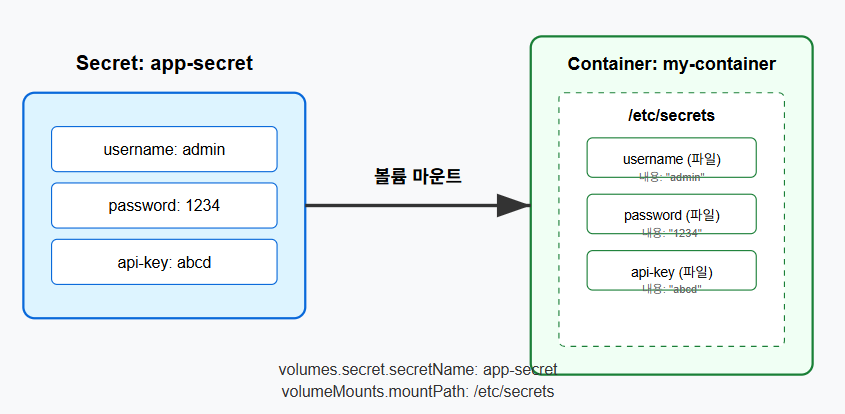 Secret: app-secret
username: admin
password: 1234
api-key: abcd
볼륨 마운트
Container: my-container
/etc/secrets
username (파일)
내용: "admin"
password (파일)
내용: "1234"
api-key (파일)
내용: "abcd"
volumes.secret.secretName: app-secret
volumeMounts.mountPath: /etc/secrets